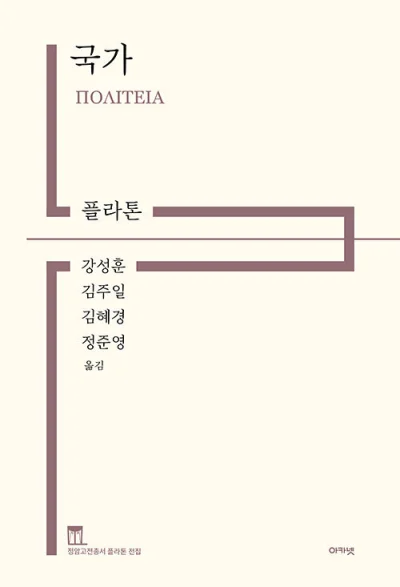 국가
ΠΟΛΙΤΕΙΑ
플라톤
강성훈
김주일
김혜경
정준영
옮김
정암고전총서 플라톤 전집
아카넷